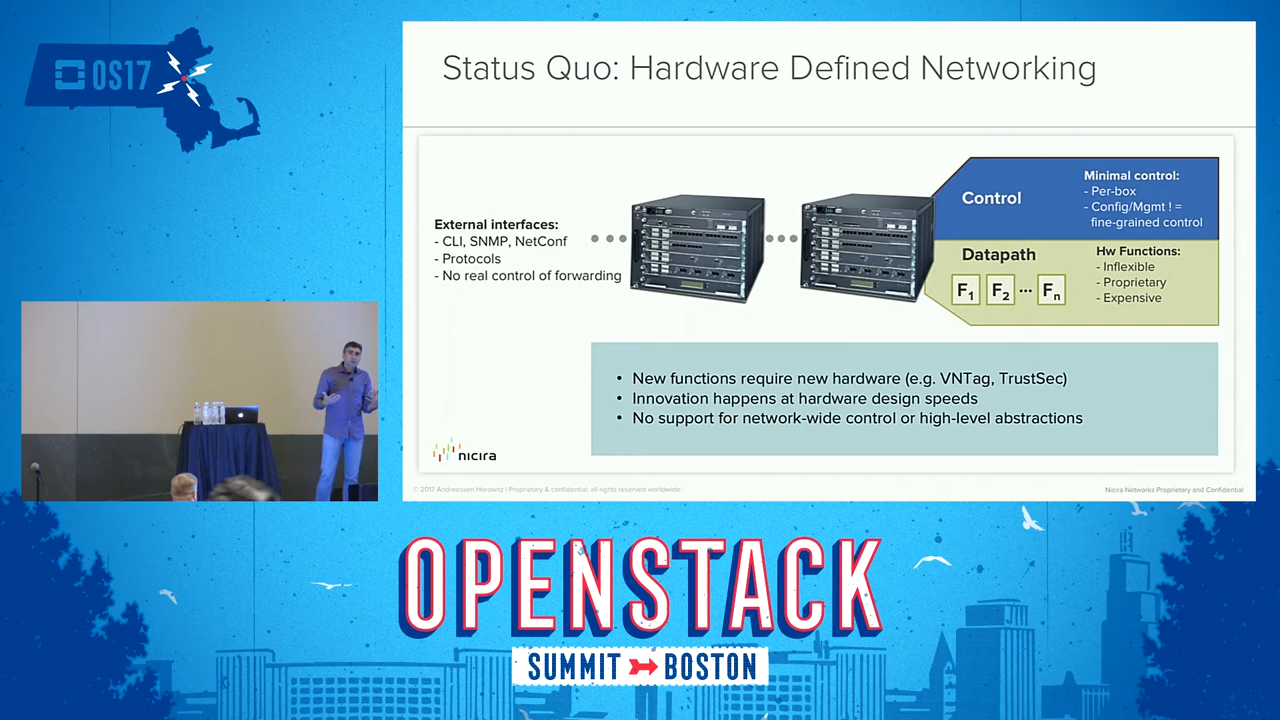 OS17
Status Quo: Hardware Defined Networking
External interfaces:
- CLI, SNMP, NetConf
- Protocols
- No real control of forwarding
Control
Minimal control:
- Per-box
- Config/Mgmt ! =
fine-grained control
Datapath
F1 F2 ... Fn
Hw Functions:
- Inflexible
- Proprietary
- Expensive
• New functions require new hardware (e.g. VNTag, TrustSec)
• Innovation happens at hardware design speeds
• No support for network-wide control or high-level abstractions
nicira
© 2017 Andreessen Horowitz | Proprietary & confidential, all rights reserved worldwide.
Nicira Networks Proprietary and Confidential
OPENSTACK
SUMMIT BOSTON